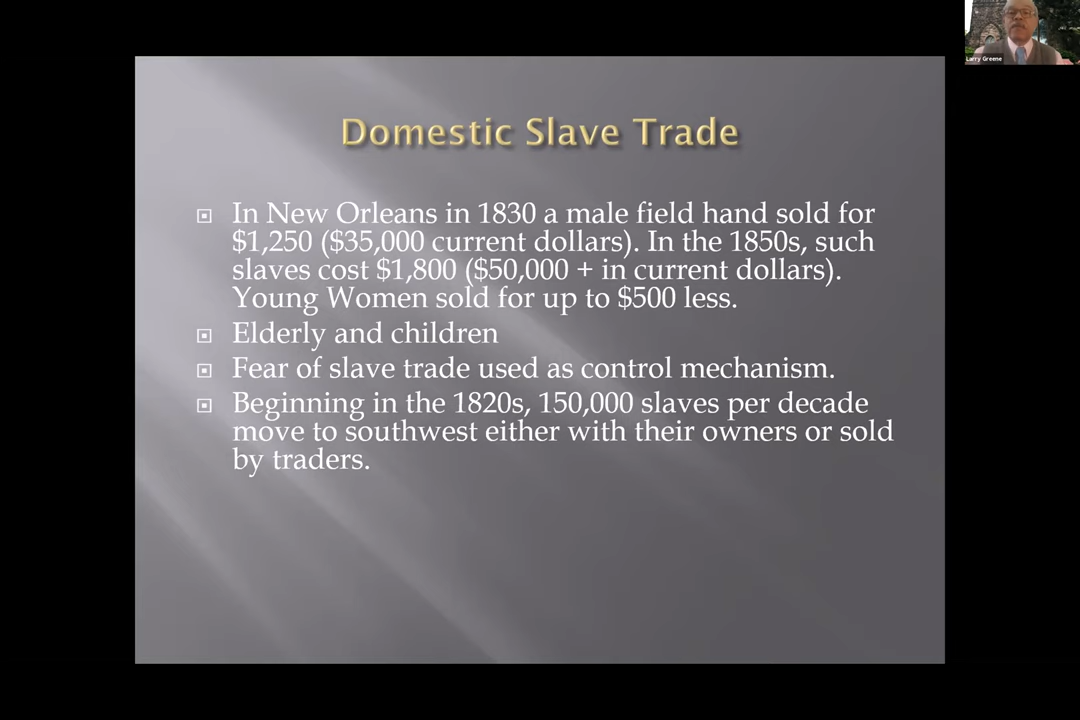 Larry Greene
Domestic Slave Trade
In New Orleans in 1830 a male field hand sold for
$1,250 ($35,000 current dollars). In the 1850s, such
slaves cost $1,800 ($50,000 + in current dollars).
Young Women sold for up to $500 less.
Elderly and children
Fear of slave trade used as control mechanism.
Beginning in the 1820s, 150,000 slaves per decade
move to southwest either with their owners or sold
by traders.